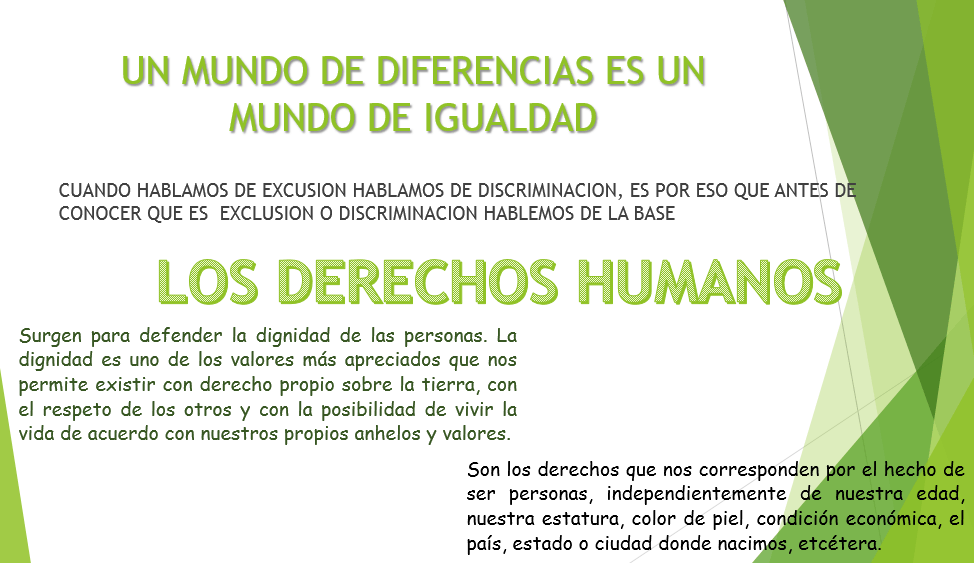 UN MUNDO DE DIFERENCIAS ES UN
MUNDO DE IGUALDAD
CUANDO HABLAMOS DE EXCUSION HABLAMOS DE DISCRIMINACION, ES POR ESO QUE ANTES DE
CONOCER QUE ES EXCLUSION O DISCRIMINACION HABLEMOS DE LA BASE
LOS DERECHOS HUMANOS
Surgen para defender la dignidad de las personas. La
dignidad es uno de los valores más apreciados que nos
permite existir con derecho propio sobre la tierra, con
el respeto de los otros y con la posibilidad de vivir la
vida de acuerdo con nuestros propios anhelos y valores.
Son los derechos que nos corresponden por el hecho de
ser personas, independientemente de nuestra edad,
nuestra estatura, color de piel, condición económica, el
país, estado o ciudad donde nacimos, etcétera.